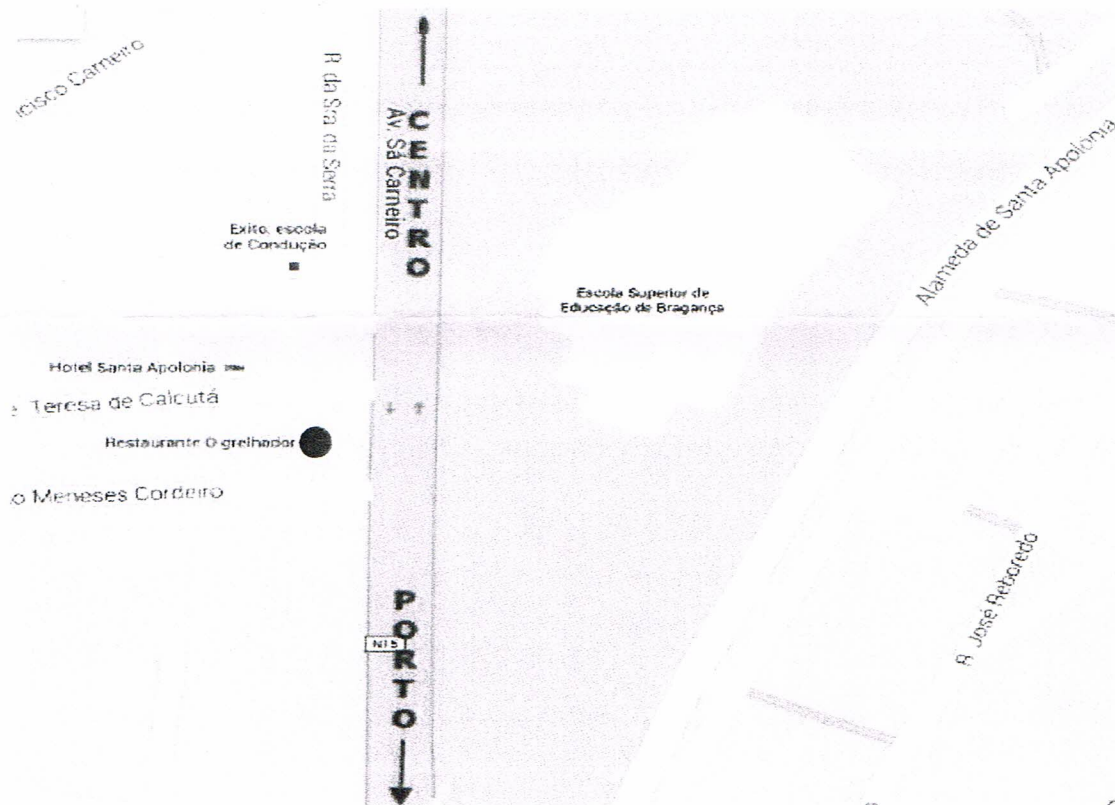 R. da Sra. da Serra
Av. Sá Carneiro
CENTRO
Alameda de Santa Apolónia
Exito, escola
de Condução
Escola Superior de
Educação de Bragança
Hotel Santa Apolonia
Teresa de Calcutá
Restaurante O grelhador
o Meneses Cordeiro
R. José Reboredo
N15
PORTO